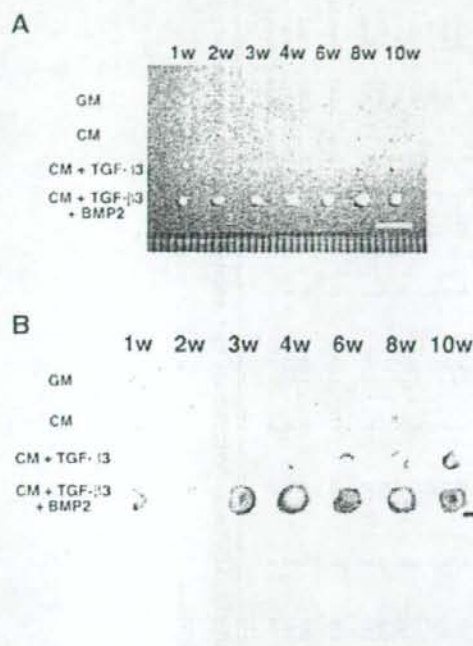 A
1w 2w 3w 4w 6w 8w 10w
GM
CM
CM + TGF-β3
CM + TGF-β3
+ BMP2
B
1w 2w 3w 4w 6w 8w 10w
GM
CM
CM + TGF-β3
CM + TGF-β3
+ BMP2